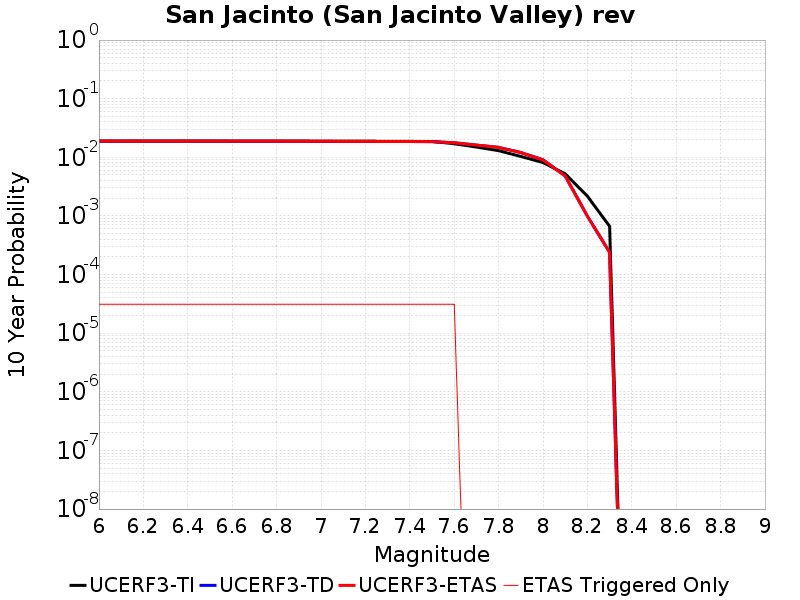 San Jacinto (San Jacinto Valley) rev
10 Year Probability
10^0
10^-1
10^-2
10^-3
10^-4
10^-5
10^-6
10^-7
10^-8
6 6.2 6.4 6.6 6.8 7 7.2 7.4 7.6 7.8 8 8.2 8.4 8.6 8.8 9
Magnitude
UCERF3-TI UCERF3-TD UCERF3-ETAS ETAS Triggered Only